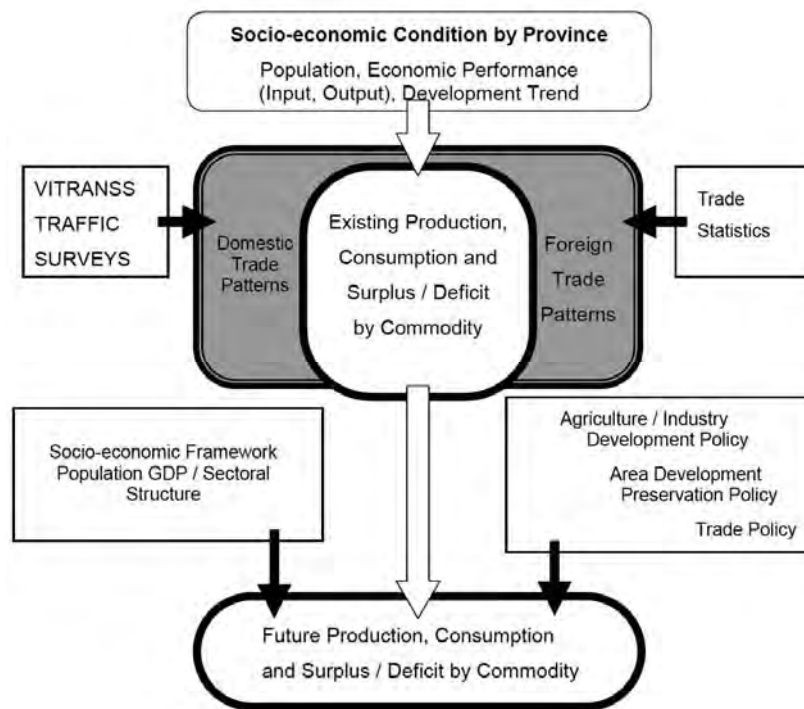 Socio-economic Condition by Province
Population, Economic Performance
(Input, Output), Development Trend
VITRANSS
TRAFFIC
SURVEYS
Domestic
Trade
Patterns
Existing Production,
Consumption and
Surplus / Deficit
by Commodity
Foreign
Trade
Patterns
Trade
Statistics
Socio-economic Framework
Population GDP / Sectoral
Structure
Agriculture / Industry
Development Policy
Area Development
Preservation Policy
Trade Policy
Future Production, Consumption
and Surplus / Deficit by Commodity